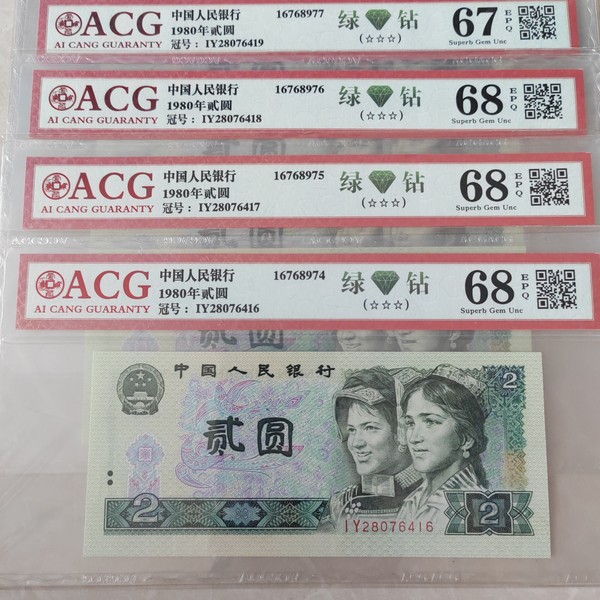 ACG
AI CANG GUARANTY
中国人民银行 16768977
1980年贰圆
冠号： IY28076419
绿 钻
(☆☆☆)
67 EPQ
Superb Gem Unc
ACG
AI CANG GUARANTY
中国人民银行 16768976
1980年贰圆
冠号： IY28076418
绿 钻
(☆☆☆)
68 EPQ
Superb Gem Unc
ACG
AI CANG GUARANTY
中国人民银行 16768975
1980年贰圆
冠号： IY28076417
绿 钻
(☆☆☆)
68 EPQ
Superb Gem Unc
ACG
AI CANG GUARANTY
中国人民银行 16768974
1980年贰圆
冠号： IY28076416
绿 钻
(☆☆☆)
68 EPQ
Superb Gem Unc
中国人民银行
2
贰圆
2
IY28076416
2